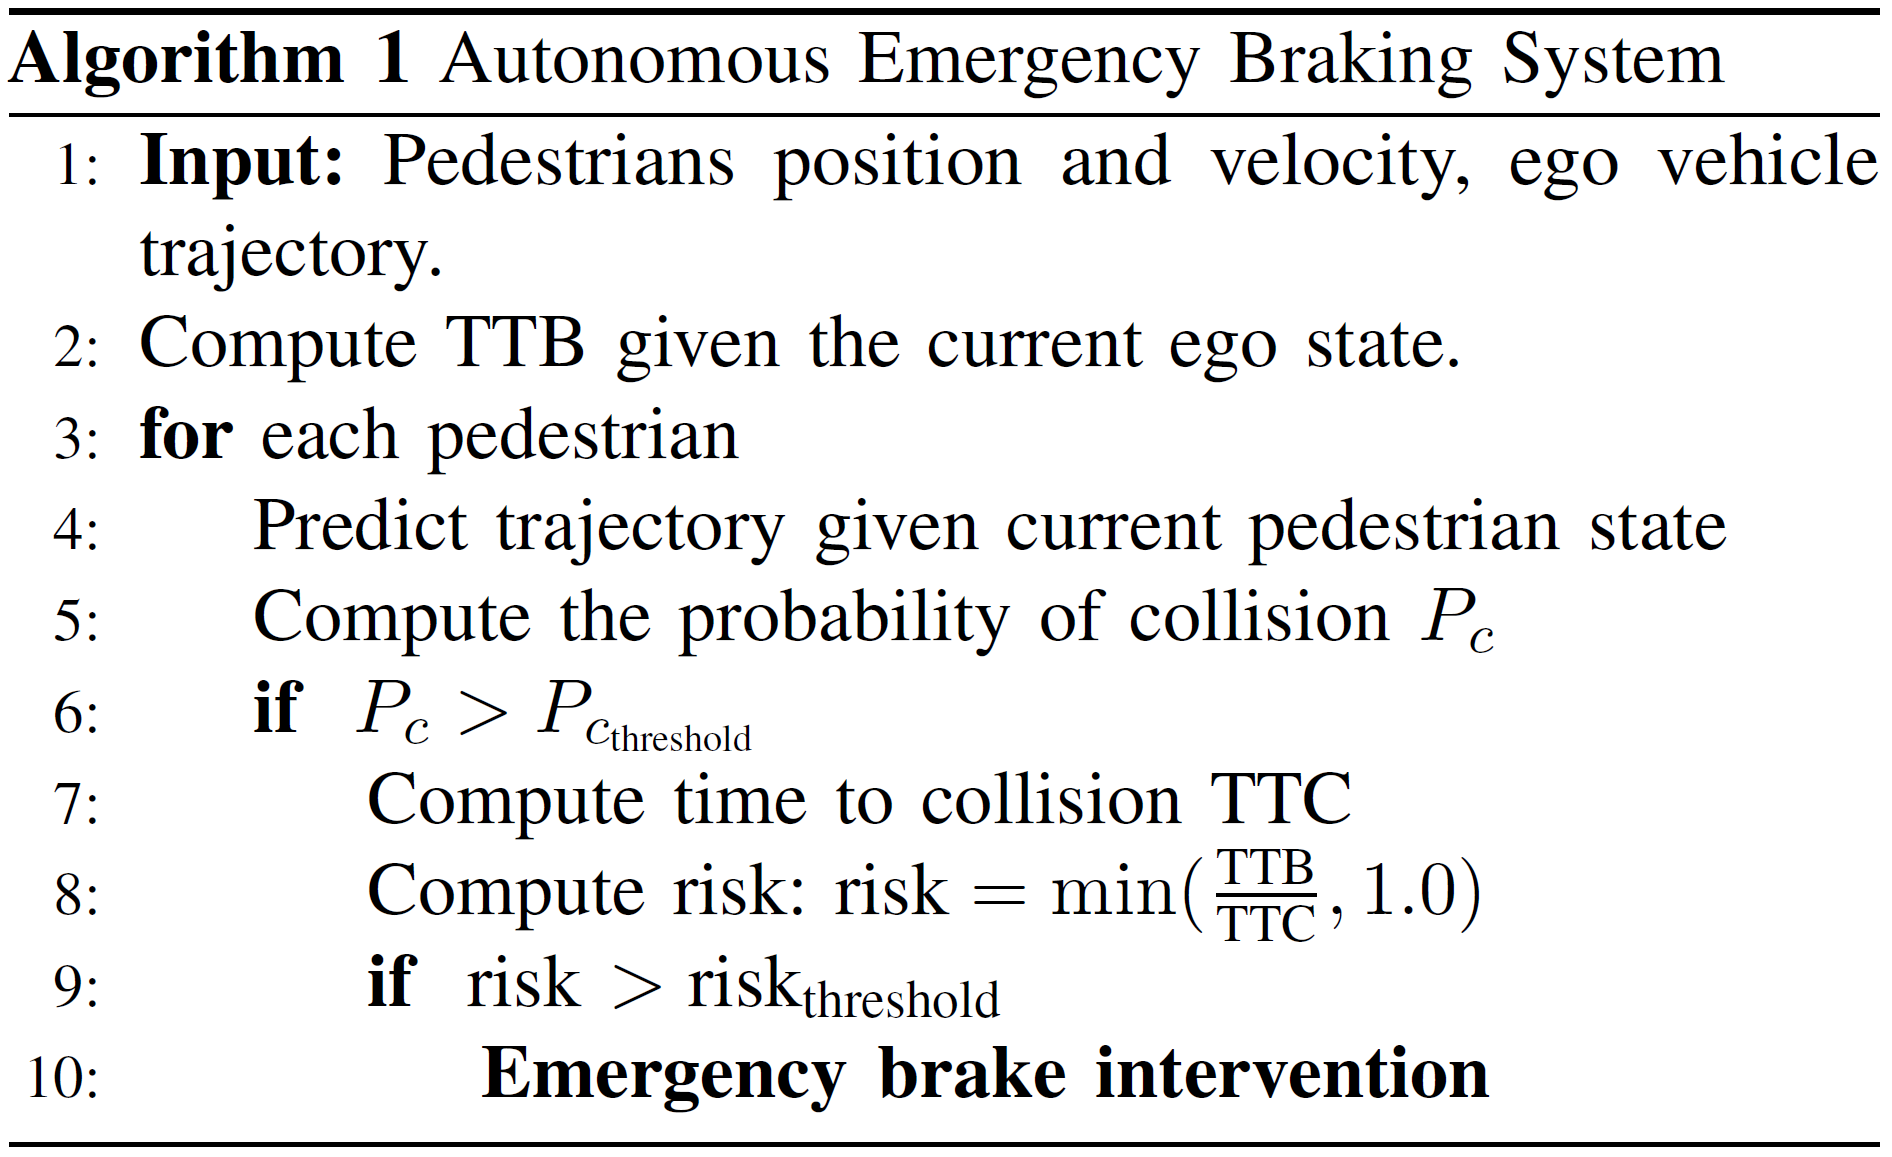 Algorithm 1 Autonomous Emergency Braking System
1: Input: Pedestrians position and velocity, ego vehicle
trajectory.
2: Compute TTB given the current ego state.
3: for each pedestrian
4: Predict trajectory given current pedestrian state
5: Compute the probability of collision $P_c$
6: if $P_c > P_{c_{\text{threshold}}}$
7: Compute time to collision TTC
8: Compute risk: risk $= \min(\frac{\text{TTB}}{\text{TTC}}, 1.0)$
9: if risk > risk$_{\text{threshold}}$
10: Emergency brake intervention